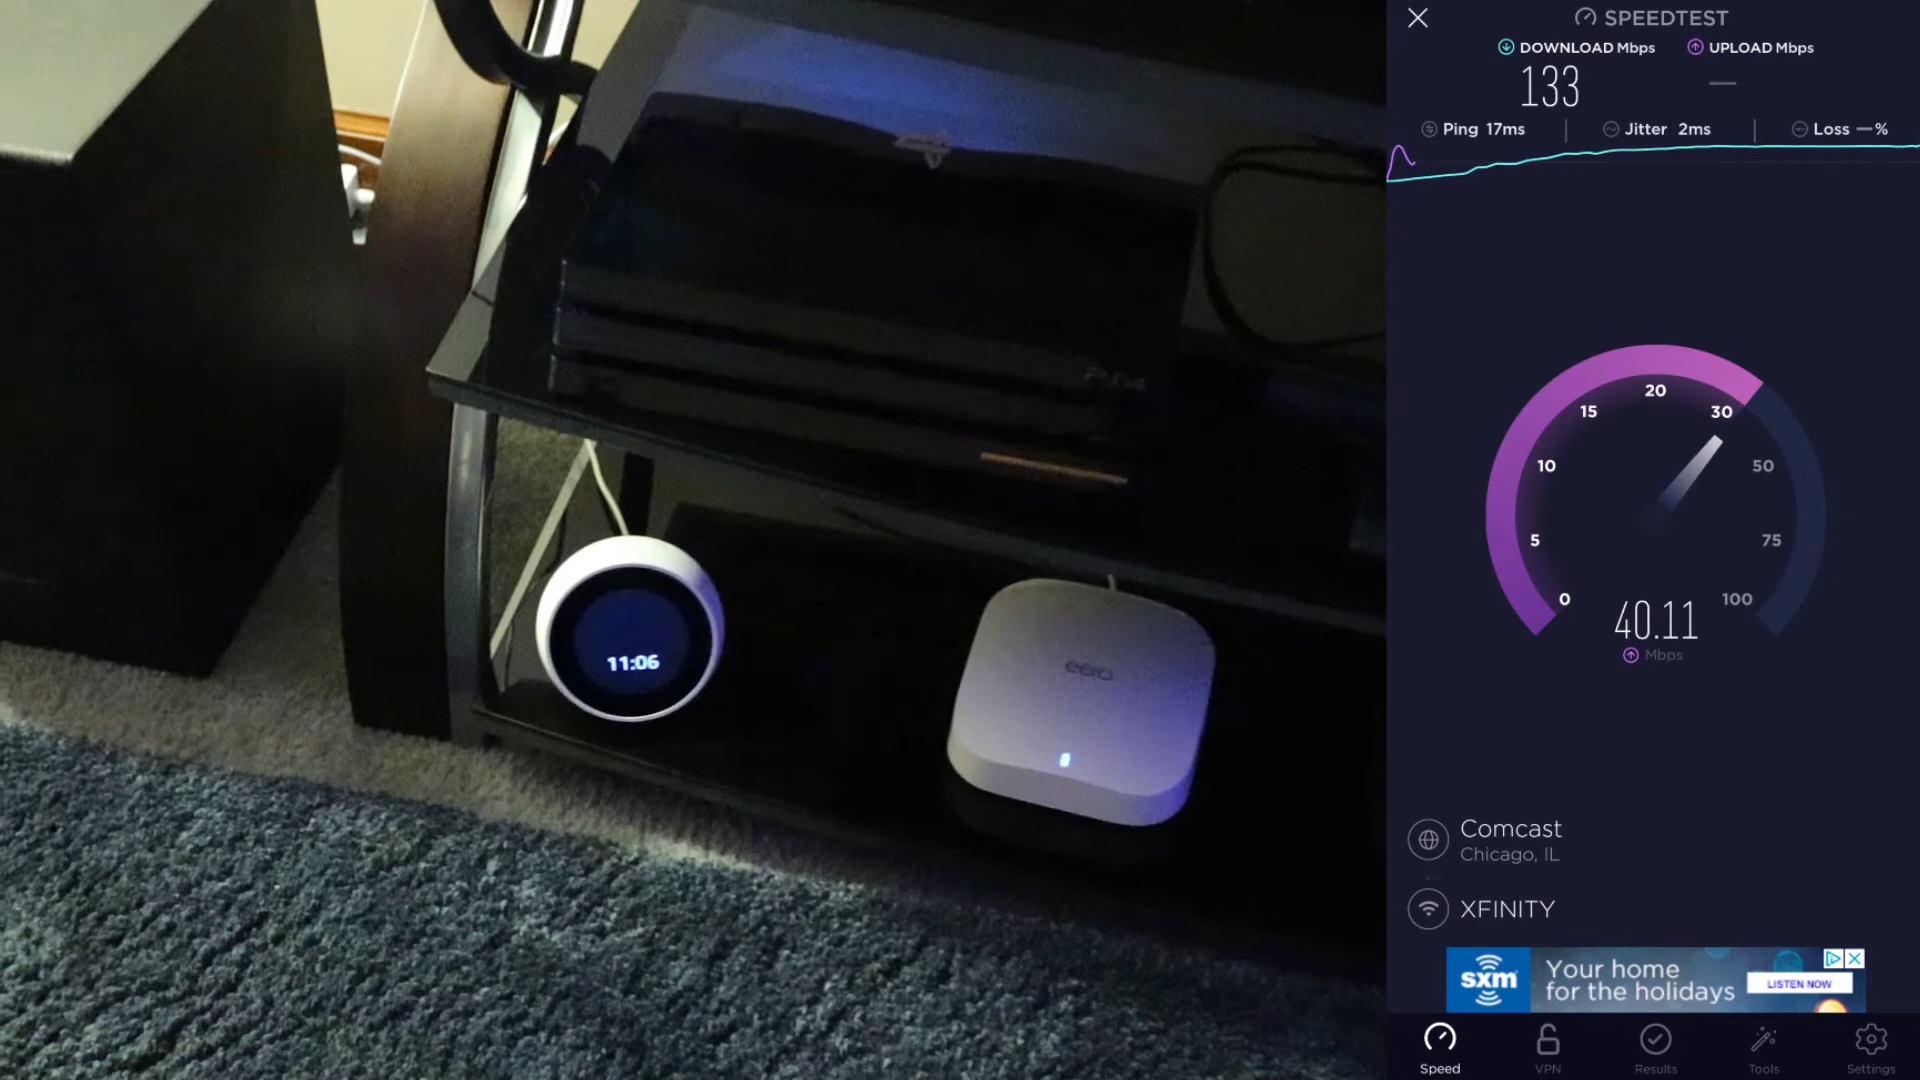 SPEEDTEST
DOWNLOAD Mbps
UPLOAD Mbps
133
—
Ping 17ms
Jitter 2ms
Loss — %
20
15
30
10
50
5
75
0
100
40.11
Mbps
Comcast
Chicago, IL
XFINITY
sxm
Your home
for the holidays
LISTEN NOW
Speed
VPN
Results
Tools
Settings
PS4
11:06
eero